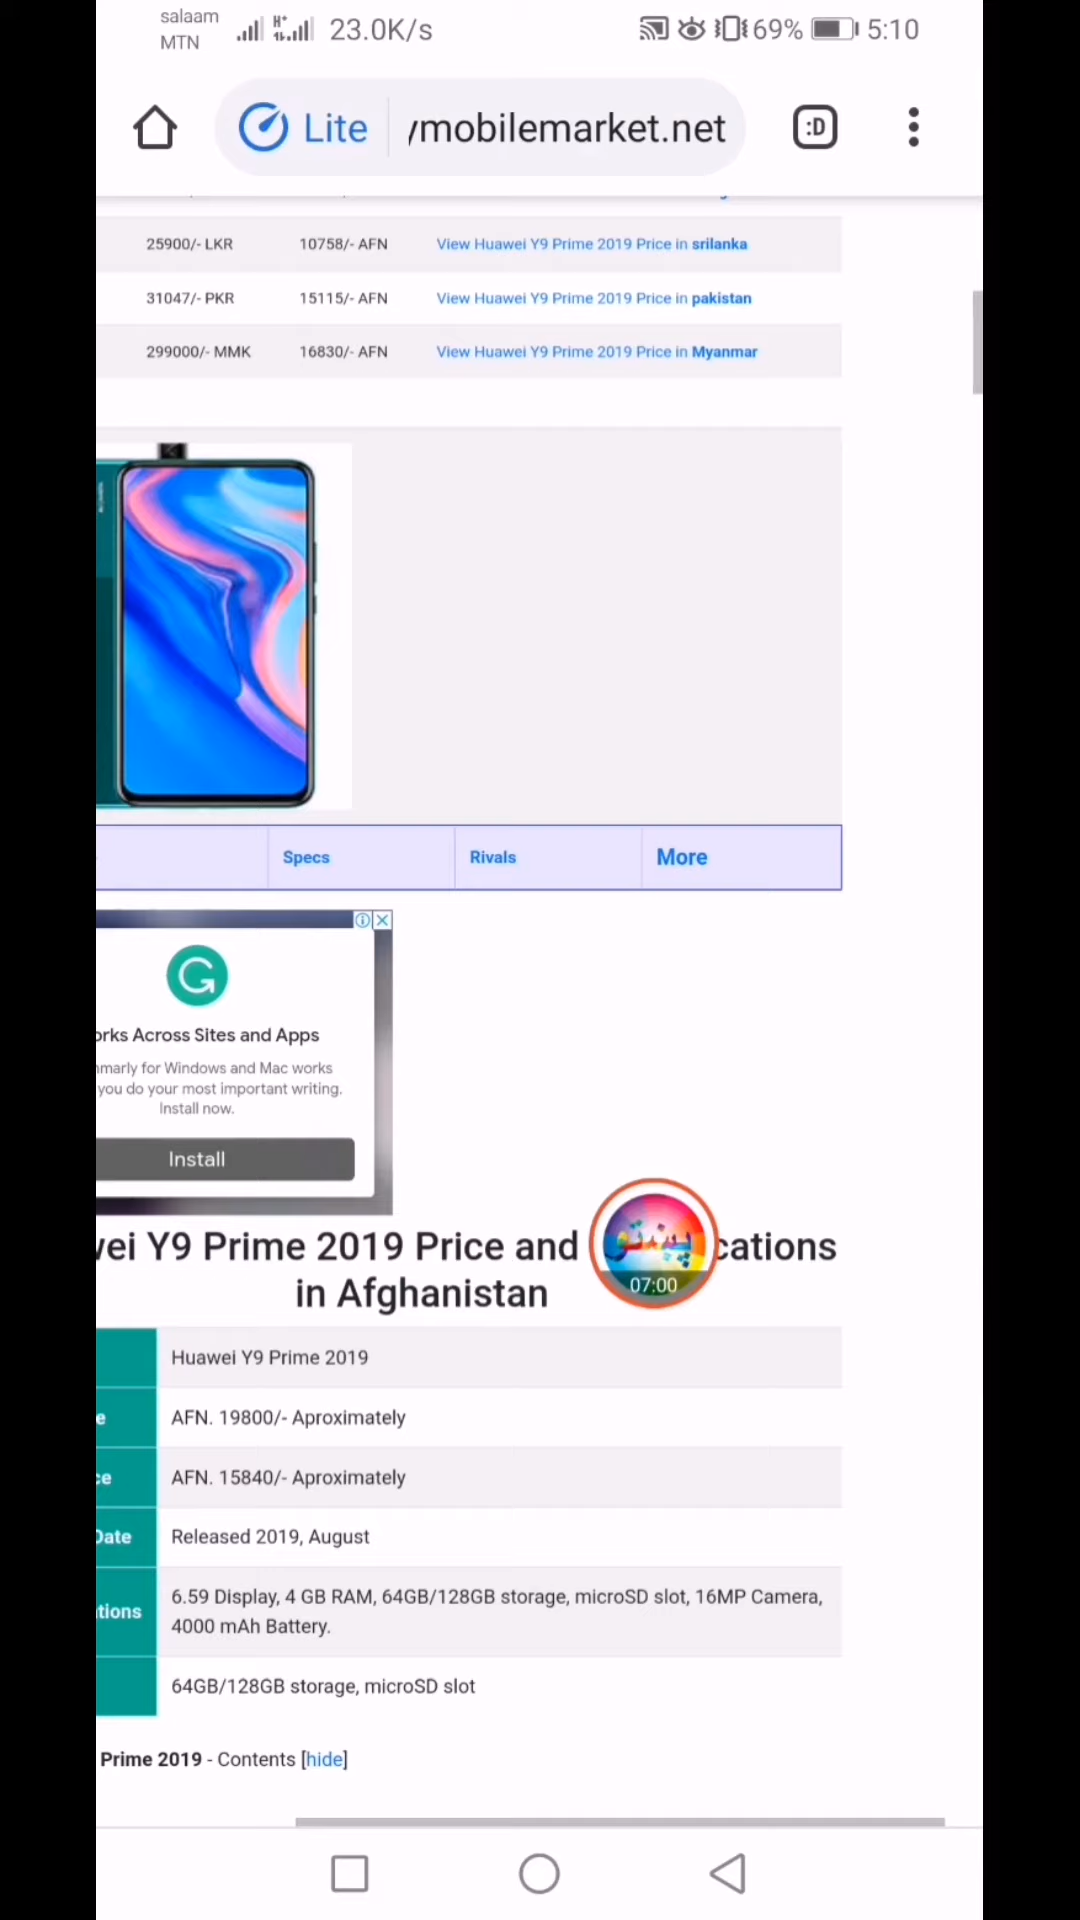 salaam
MTN
H+
23.0K/s
69%
5:10
Lite
ymobilemarket.net
:D
25900/- LKR 10758/- AFN View Huawei Y9 Prime 2019 Price in srilanka
31047/- PKR 15115/- AFN View Huawei Y9 Prime 2019 Price in pakistan
299000/- MMK 16830/- AFN View Huawei Y9 Prime 2019 Price in Myanmar
Specs
Rivals
More
orks Across Sites and Apps
marly for Windows and Mac works
you do your most important writing.
Install now.
Install
wei Y9 Prime 2019 Price and cations
in Afghanistan
پښتو
07:00
Huawei Y9 Prime 2019
e AFN. 19800/- Aproximately
ce AFN. 15840/- Aproximately
Date Released 2019, August
tions 6.59 Display, 4 GB RAM, 64GB/128GB storage, microSD slot, 16MP Camera,
4000 mAh Battery.
64GB/128GB storage, microSD slot
Prime 2019 - Contents [hide]